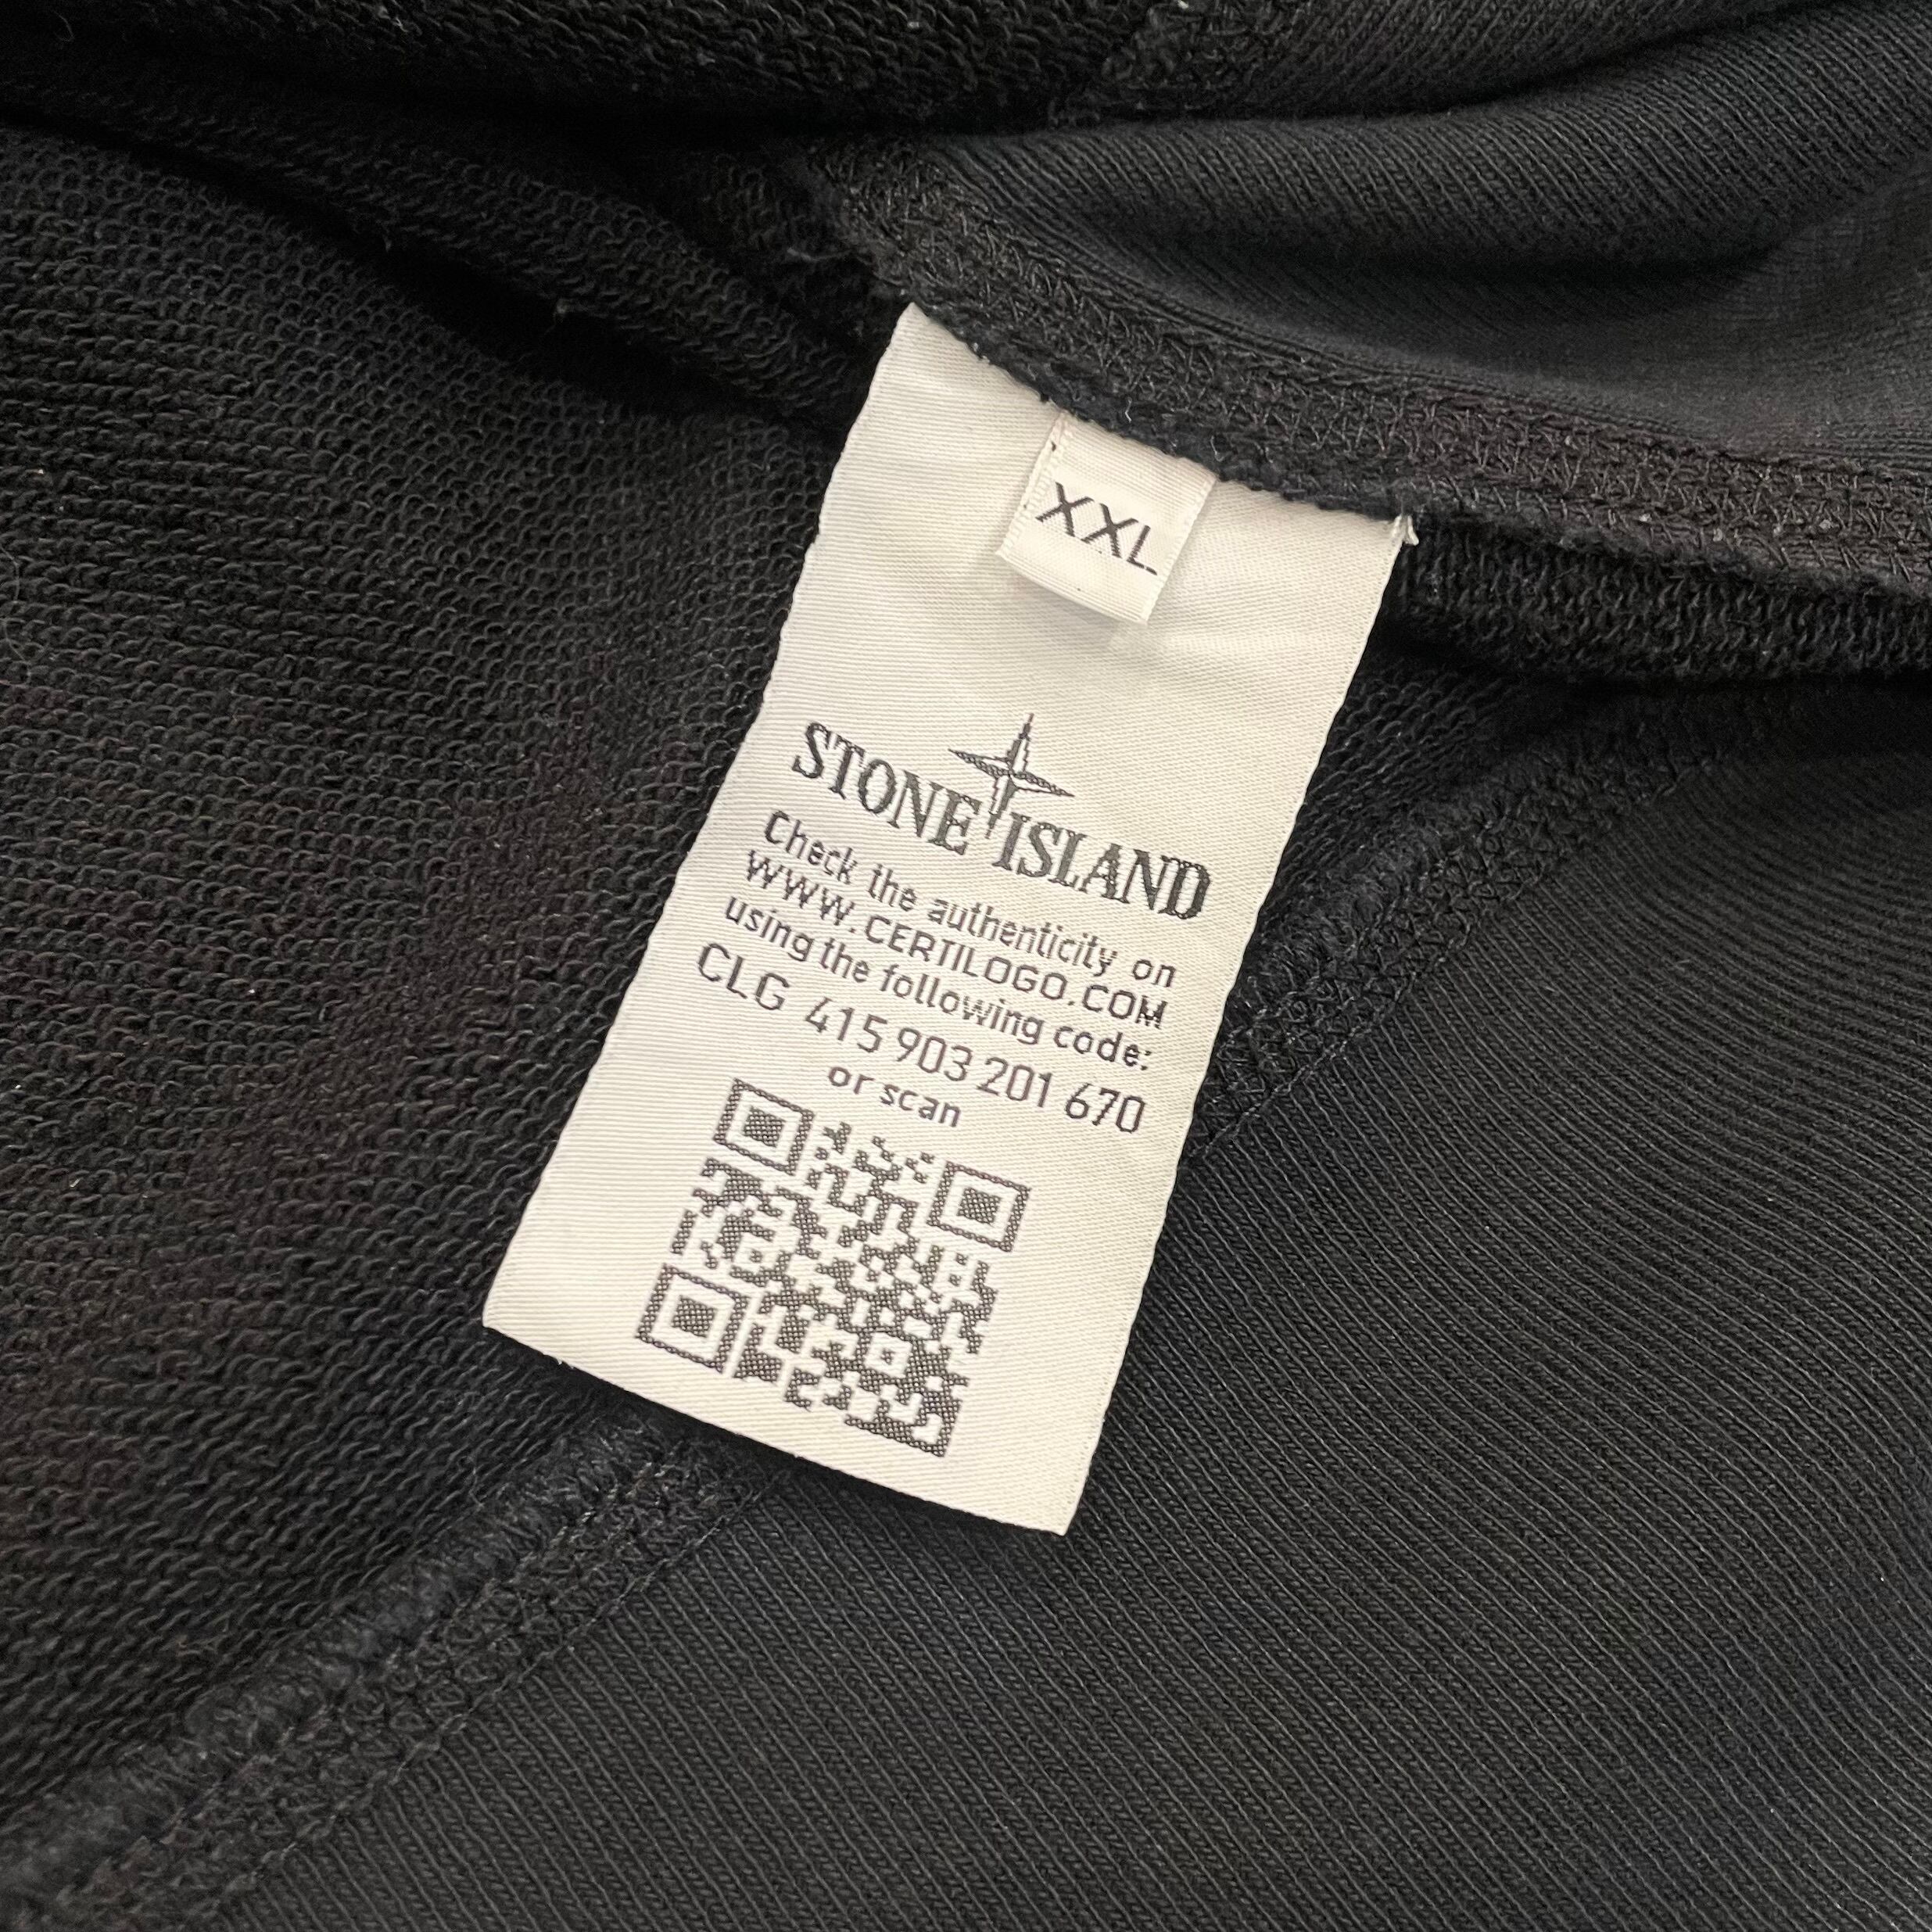 XXL
STONE ISLAND
Check the authenticity on
WWW.CERTILOGO.COM
using the following code:
CLG 415 903 201 670
or scan